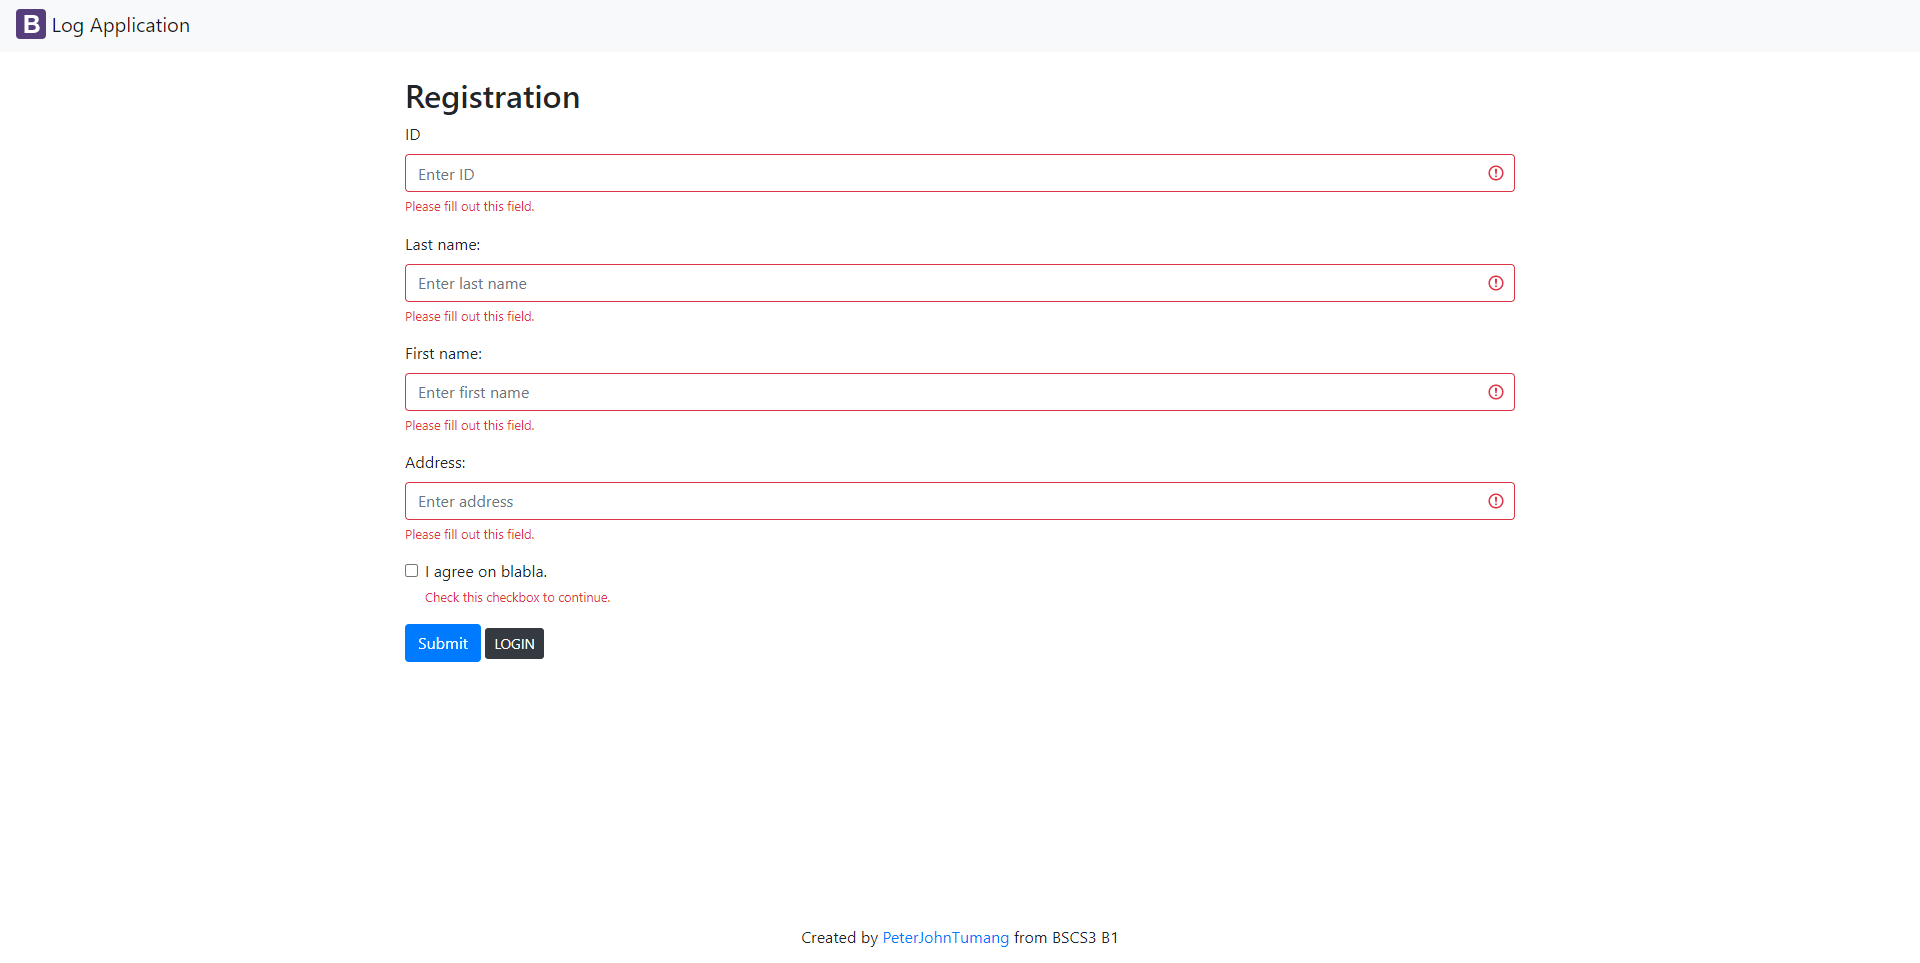 B Log Application
Registration
ID
Enter ID
Please fill out this field.
Last name:
Enter last name
Please fill out this field.
First name:
Enter first name
Please fill out this field.
Address:
Enter address
Please fill out this field.
I agree on blabla.
Check this checkbox to continue.
Submit LOGIN
Created by PeterJohnTumang from BSCS3 B1